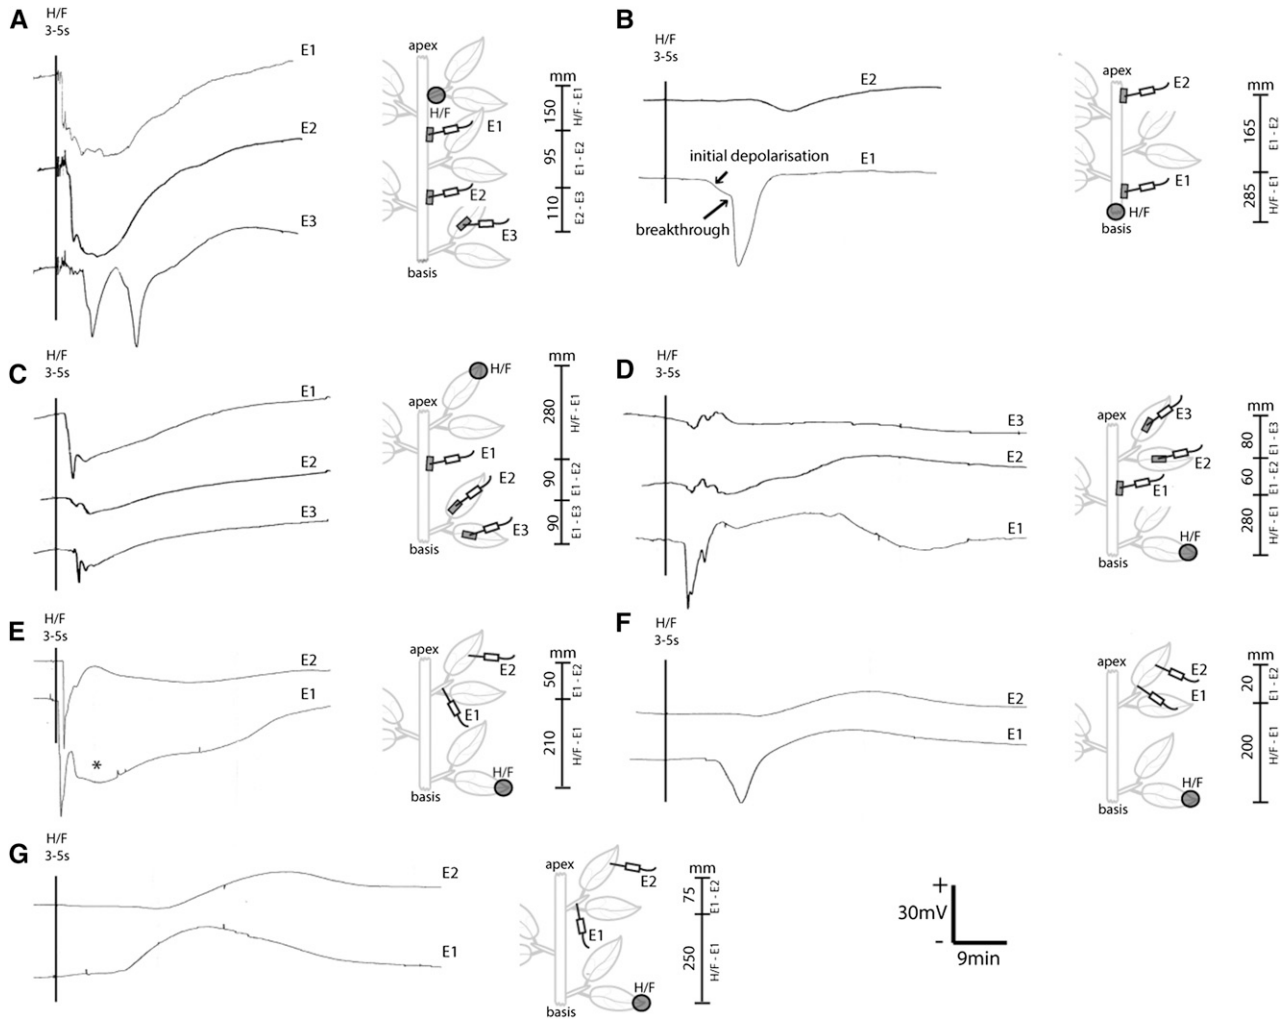 A
H/F
3-5s
E1
E2
E3
apex
H/F
E1
E2
E3
basis
mm
150
H/F - E1
95
E1 - E2
110
E2 - E3
B
H/F
3-5s
E2
E1
initial depolarisation
breakthrough
apex
E2
E1
H/F
basis
mm
165
E1 - E2
285
H/F - E1
C
H/F
3-5s
E1
E2
E3
H/F
apex
E1
E2
E3
basis
mm
280
H/F - E1
90
E1 - E2
90
E1 - E3
D
H/F
3-5s
E3
E2
E1
apex
E3
E2
E1
H/F
basis
mm
80
E1 - E3
60
E1 - E2
280
H/F - E1
E
H/F
3-5s
E2
E1
*
apex
E2
E1
H/F
basis
mm
50
E1 - E2
210
H/F - E1
F
H/F
3-5s
E2
E1
apex
E2
E1
H/F
basis
mm
20
E1 - E2
200
H/F - E1
G
H/F
3-5s
E2
E1
apex
E2
E1
H/F
basis
mm
75
E1 - E2
250
H/F - E1
+
30mV
-
9min